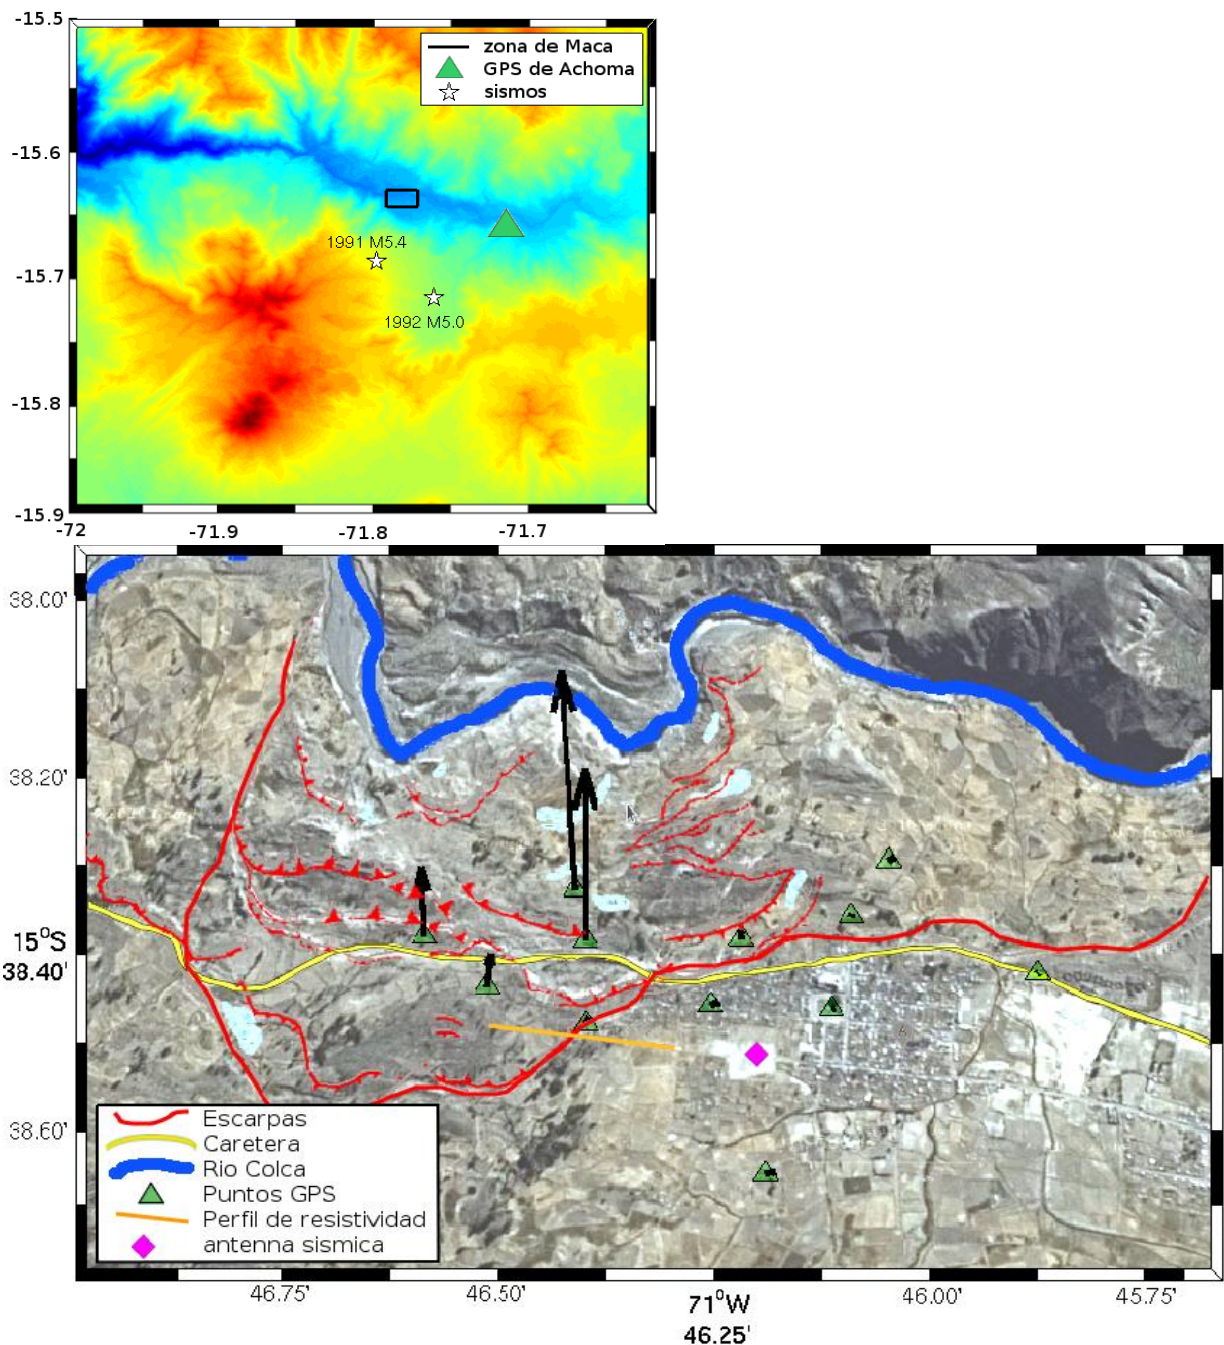 -15.5
zona de Maca
GPS de Achoma
sismos
-15.6
1991 M5.4
-15.7
1992 M5.0
-15.8
-15.9
-72
-71.9
-71.8
-71.7
38.00'
38.20'
15°S
38.40'
38.60'
Escarpas
Caretera
Rio Colca
Puntos GPS
Perfil de resistividad
antenna sismica
46.75'
46.50'
71°W
46.25'
46.00'
45.75'